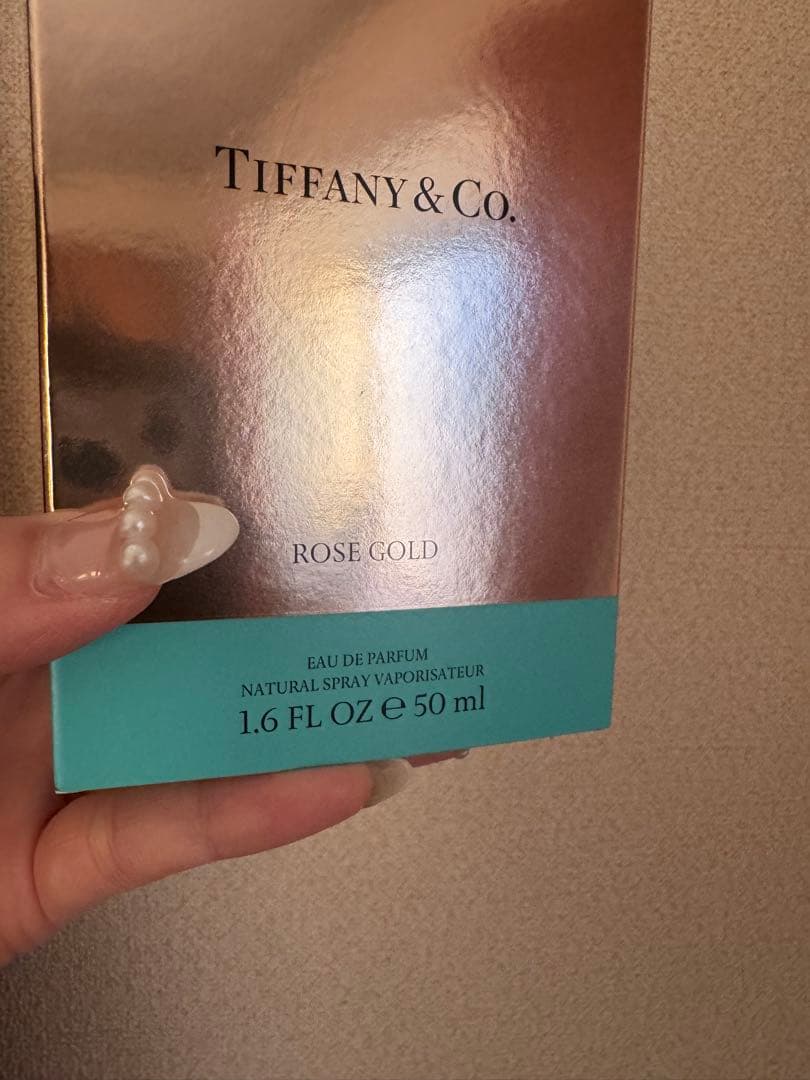 TIFFANY & CO.
ROSE GOLD
EAU DE PARFUM
NATURAL SPRAY VAPORISATEUR
1.6 FL OZ ℮ 50 ml